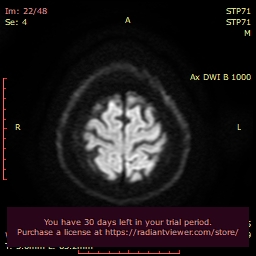 Im: 22/48
STP71
Se: 4
STP71
A
M
Ax DWI B 1000
R
L
You have 30 days left in your trial period.
Purchase a license at https://radiantviewer.com/store/